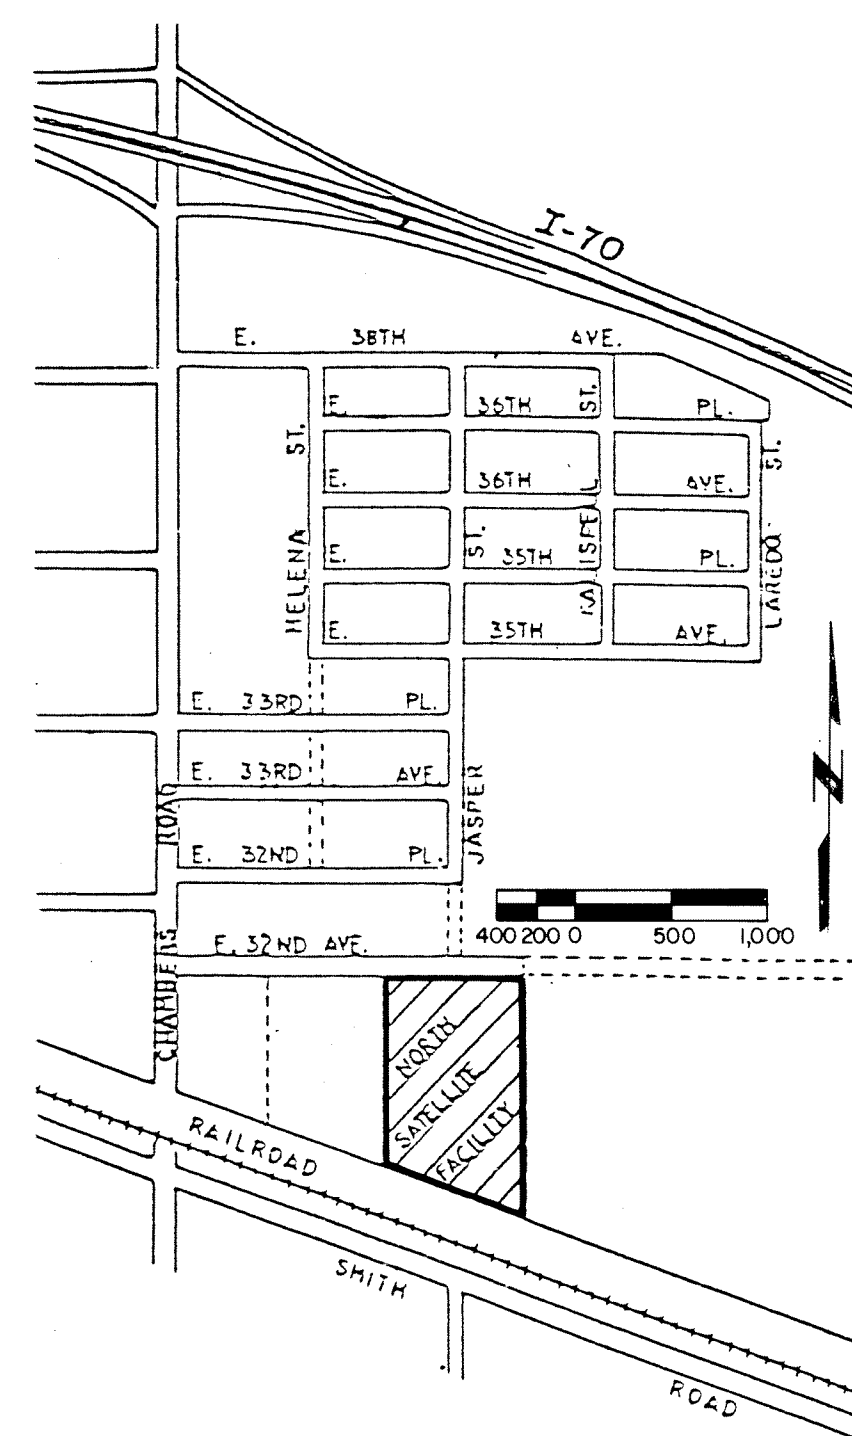 I-70
E. 38TH AVE.
E. 36TH PL.
E. 36TH AVE.
E. 35TH PL.
E. 35TH AVE.
HELENA ST.
JASPER ST.
KALISPELL ST.
LAREDO ST.
E. 33RD PL.
E. 33RD AVE.
E. 32ND PL.
E. 32ND AVE.
CHAMBERS ROAD
N
400 200 0 500 1,000
NORTH
SATELLITE
FACILITY
RAILROAD
SMITH ROAD